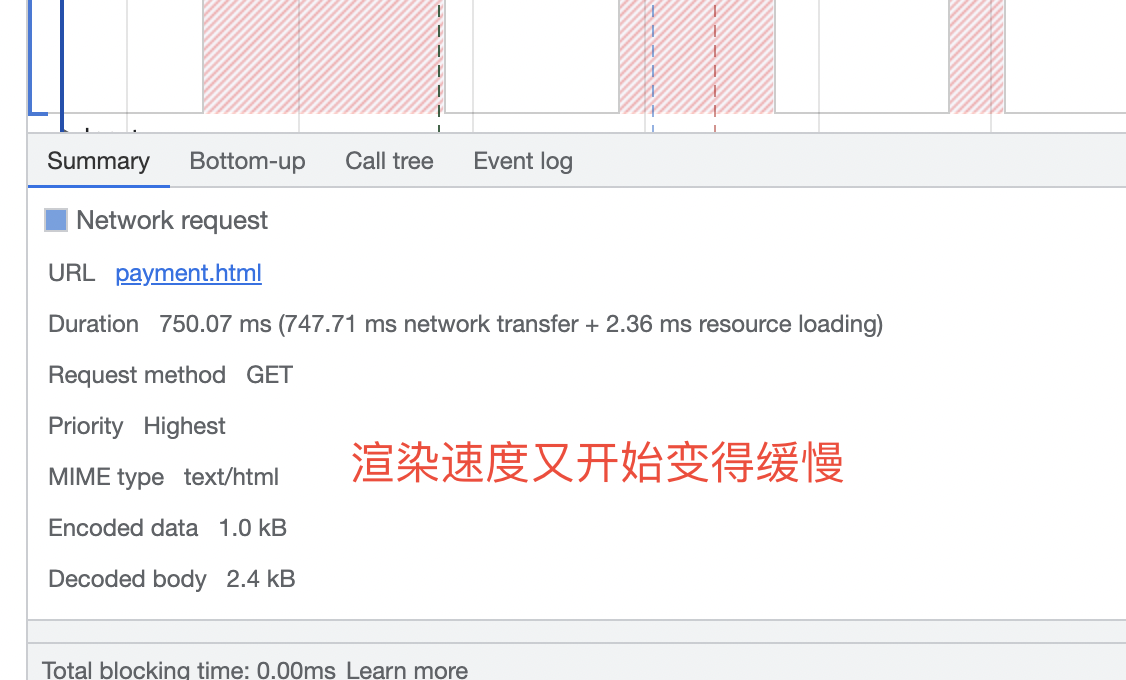 Summary Bottom-up Call tree Event log
Network request
URL payment.html
Duration 750.07 ms (747.71 ms network transfer + 2.36 ms resource loading)
Request method GET
Priority Highest
渲染速度又开始变得缓慢
MIME type text/html
Encoded data 1.0 kB
Decoded body 2.4 kB
Total blocking time: 0.00ms Learn more